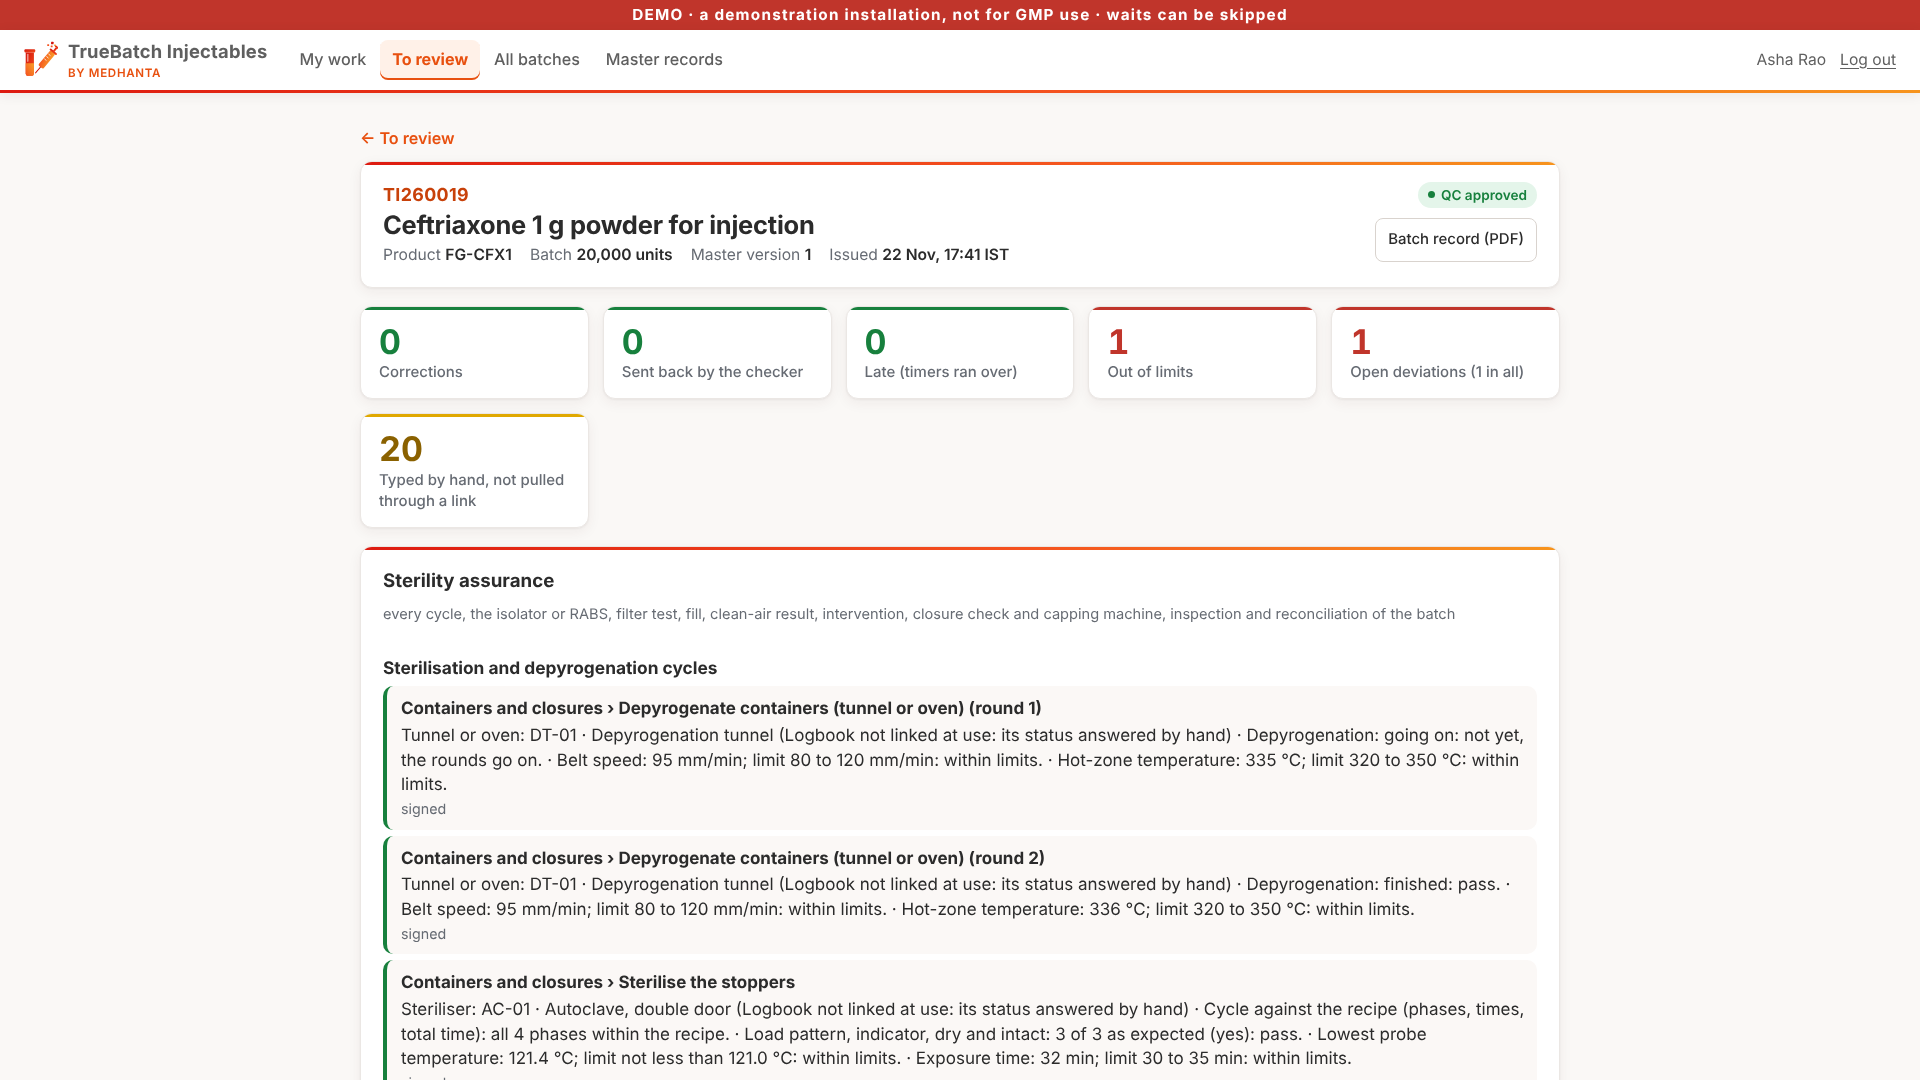 DEMO · a demonstration installation, not for GMP use · waits can be skipped
TrueBatch Injectables
BY MEDHANTA
My work
To review
All batches
Master records
Asha Rao
Log out
← To review
TI260019
QC approved
Ceftriaxone 1 g powder for injection
Batch record (PDF)
Product FG-CFX1 Batch 20,000 units Master version 1 Issued 22 Nov, 17:41 IST
0
Corrections
0
Sent back by the checker
0
Late (timers ran over)
1
Out of limits
1
Open deviations (1 in all)
20
Typed by hand, not pulled
through a link
Sterility assurance
every cycle, the isolator or RABS, filter test, fill, clean-air result, intervention, closure check and capping machine, inspection and reconciliation of the batch
Sterilisation and depyrogenation cycles
Containers and closures › Depyrogenate containers (tunnel or oven) (round 1)
Tunnel or oven: DT-01 · Depyrogenation tunnel (Logbook not linked at use: its status answered by hand) · Depyrogenation: going on: not yet,
the rounds go on. · Belt speed: 95 mm/min; limit 80 to 120 mm/min: within limits. · Hot-zone temperature: 335 °C; limit 320 to 350 °C: within
limits.
signed
Containers and closures › Depyrogenate containers (tunnel or oven) (round 2)
Tunnel or oven: DT-01 · Depyrogenation tunnel (Logbook not linked at use: its status answered by hand) · Depyrogenation: finished: pass. ·
Belt speed: 95 mm/min; limit 80 to 120 mm/min: within limits. · Hot-zone temperature: 336 °C; limit 320 to 350 °C: within limits.
signed
Containers and closures › Sterilise the stoppers
Steriliser: AC-01 · Autoclave, double door (Logbook not linked at use: its status answered by hand) · Cycle against the recipe (phases, times,
total time): all 4 phases within the recipe. · Load pattern, indicator, dry and intact: 3 of 3 as expected (yes): pass. · Lowest probe
temperature: 121.4 °C; limit not less than 121.0 °C: within limits. · Exposure time: 32 min; limit 30 to 35 min: within limits.